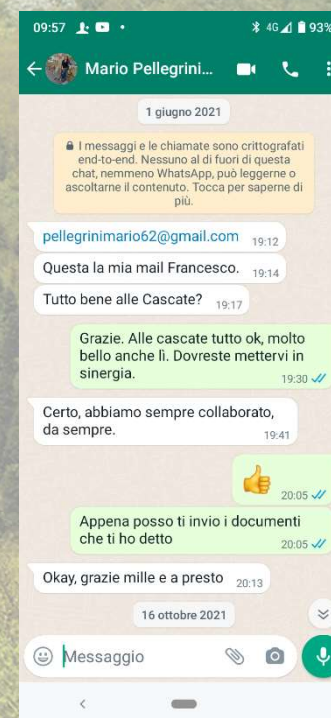 09:57 4G 93%
Mario Pellegrini...
1 giugno 2021
I messaggi e le chiamate sono crittografati
end-to-end. Nessuno al di fuori di questa
chat, nemmeno WhatsApp, può leggerne o
ascoltarne il contenuto. Tocca per saperne di
più.
pellegrinimario62@gmail.com 19:12
Questa la mia mail Francesco. 19:14
Tutto bene alle Cascate? 19:17
Grazie. Alle cascate tutto ok, molto
bello anche lì. Dovreste mettervi in
sinergia.
19:30
Certo, abbiamo sempre collaborato,
da sempre.
19:41
👍
20:05
Appena posso ti invio i documenti
che ti ho detto
20:05
Okay, grazie mille e a presto 20:13
16 ottobre 2021
Messaggio